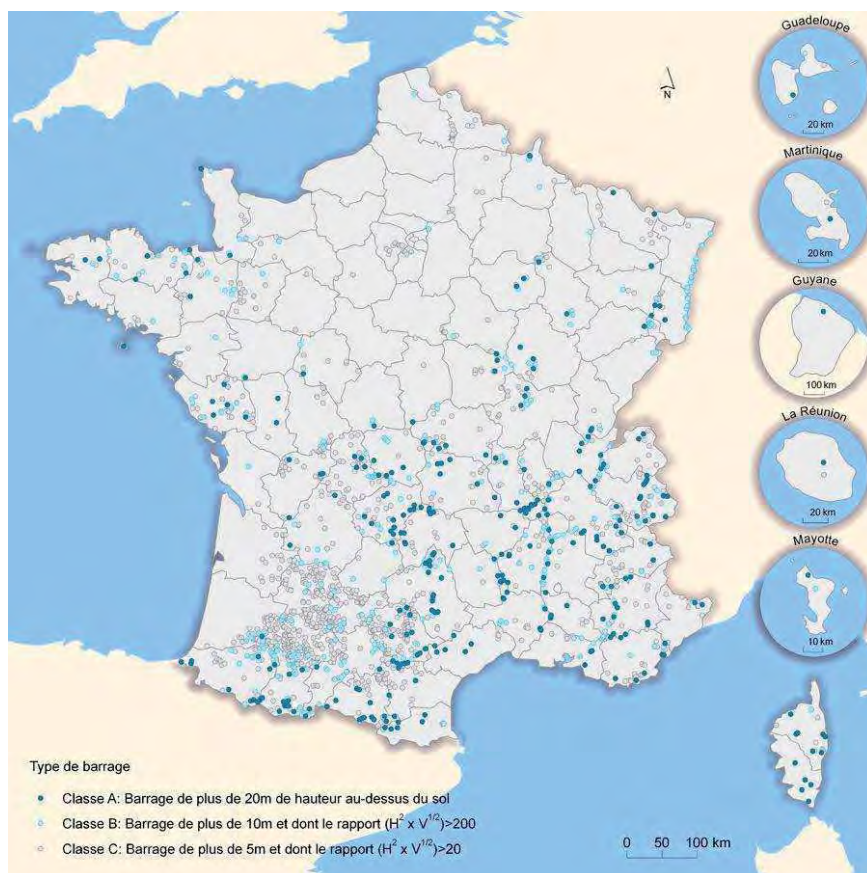 Guadeloupe
20 km
Martinique
20 km
Guyane
100 km
La Réunion
20 km
Mayotte
10 km
N
Type de barrage
Classe A: Barrage de plus de 20m de hauteur au-dessus du sol
Classe B: Barrage de plus de 10m et dont le rapport (H² x V¹/²)>200
Classe C: Barrage de plus de 5m et dont le rapport (H² x V¹/²)>20
0 50 100 km